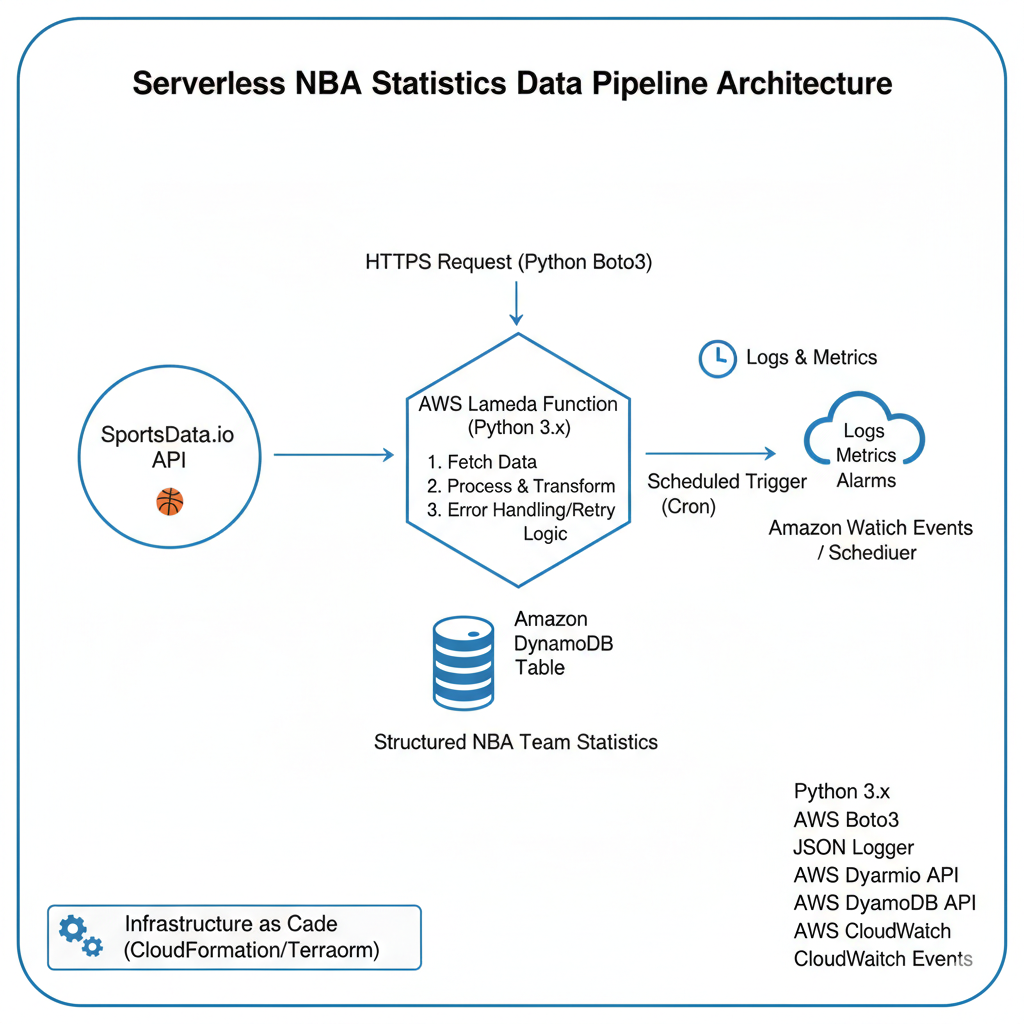 Serverless NBA Statistics Data Pipeline Architecture
HTTPS Request (Python Boto3)
Logs & Metrics
SportsData.io
API
AWS Lameda Function
(Python 3.x)
1. Fetch Data
2. Process & Transform
3. Error Handling/Retry
Logic
Scheduled Trigger
(Cron)
Logs
Metrics
Alarms
Amazon Watich Events
/ Schediuer
Amazon
DynamoDB
Table
Structured NBA Team Statistics
Python 3.x
AWS Boto3
JSON Logger
AWS Dyarmio API
AWS DyamoDB API
AWS CloudWatch
CloudWaitch Events
Infrastructure as Cade
(CloudFormation/Terraorm)